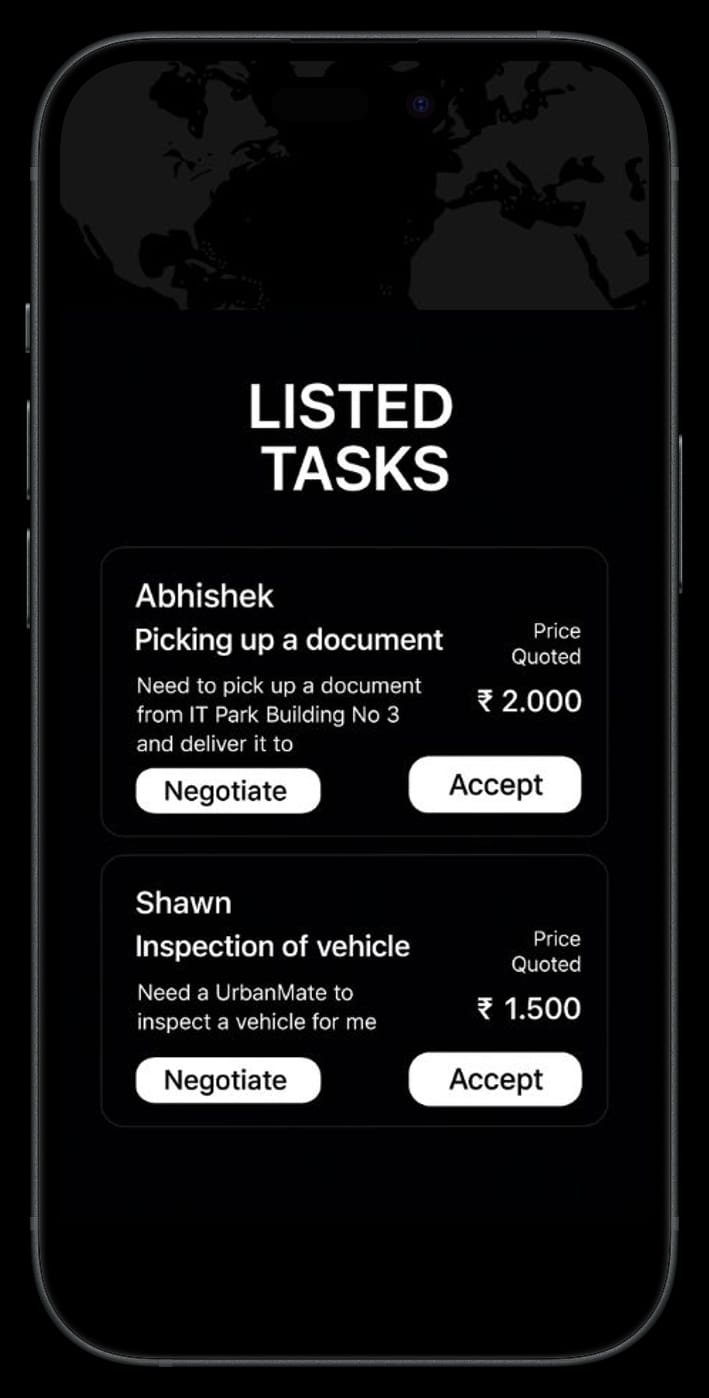 LISTED
TASKS
Abhishek
Picking up a document
Price
Quoted
Need to pick up a document
from IT Park Building No 3
and deliver it to
₹ 2.000
Negotiate
Accept
Shawn
Inspection of vehicle
Price
Quoted
Need a UrbanMate to
inspect a vehicle for me
₹ 1.500
Negotiate
Accept